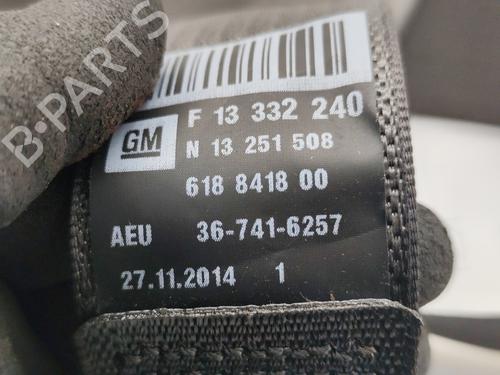 B-PARTS
F 13 332 240
GM
N 13 251 508
618 8418 00
AEU 36-741-6257
27.11.2014 1